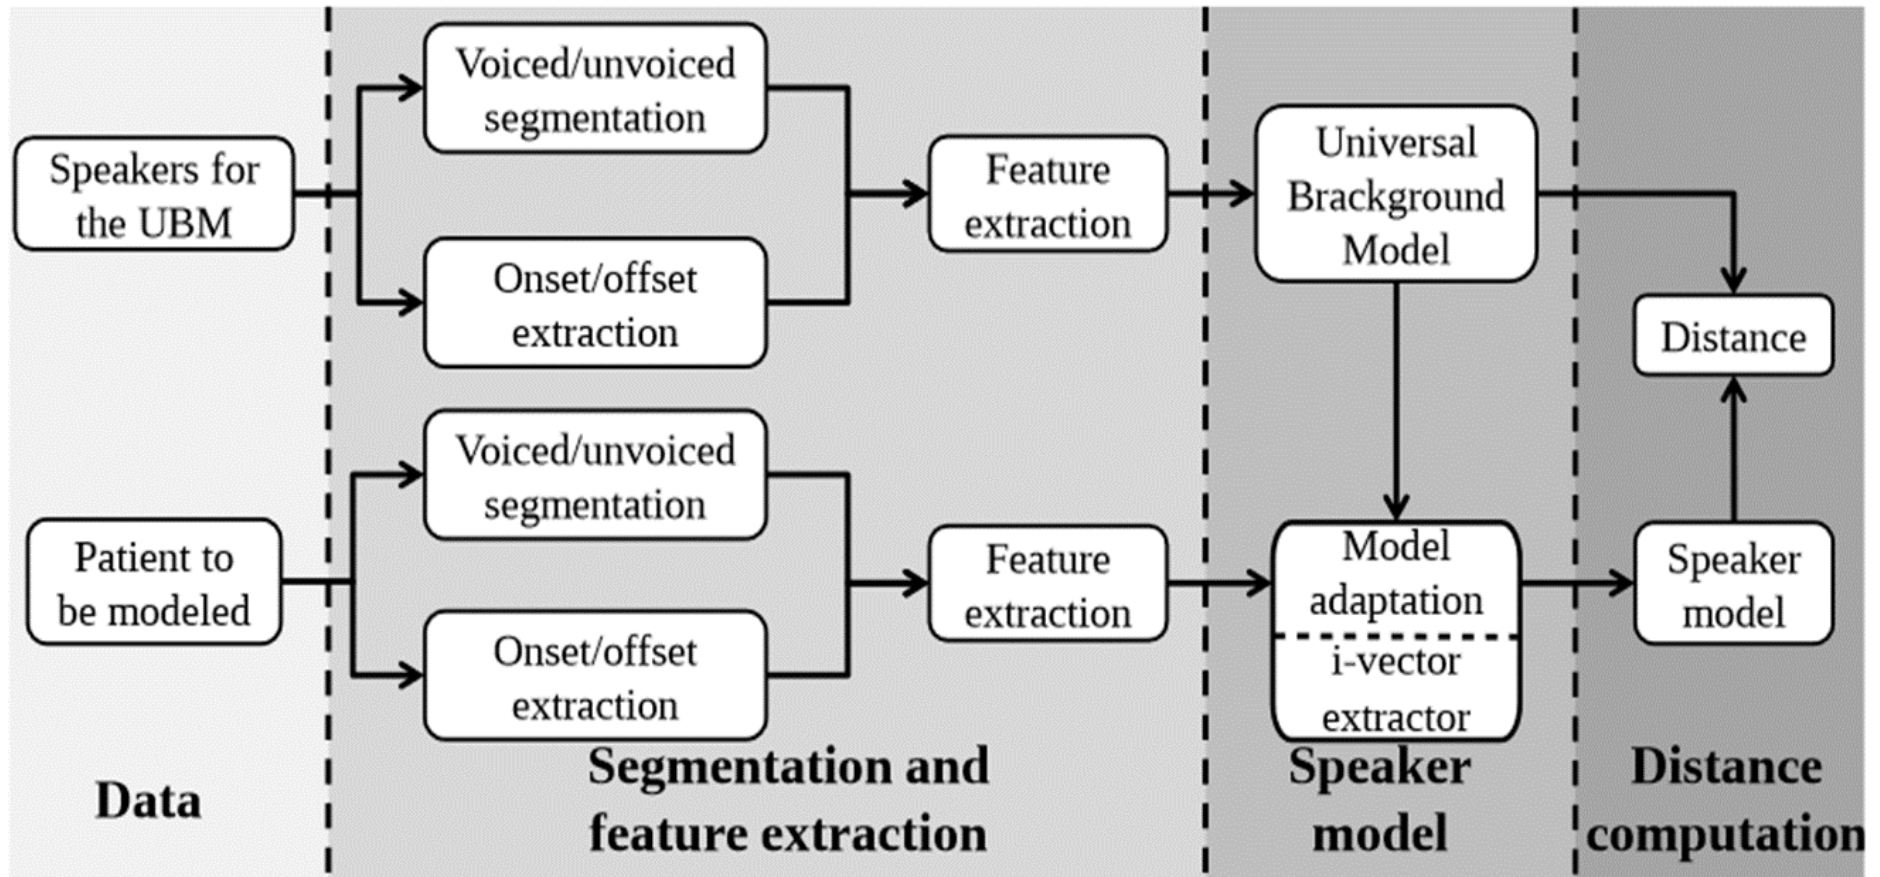 Speakers for
the UBM
Voiced/unvoiced
segmentation
Onset/offset
extraction
Feature
extraction
Universal
Brackground
Model
Distance
Patient to
be modeled
Voiced/unvoiced
segmentation
Onset/offset
extraction
Feature
extraction
Model
adaptation
i-vector
extractor
Speaker
model
Data
Segmentation and
feature extraction
Speaker
model
Distance
computation